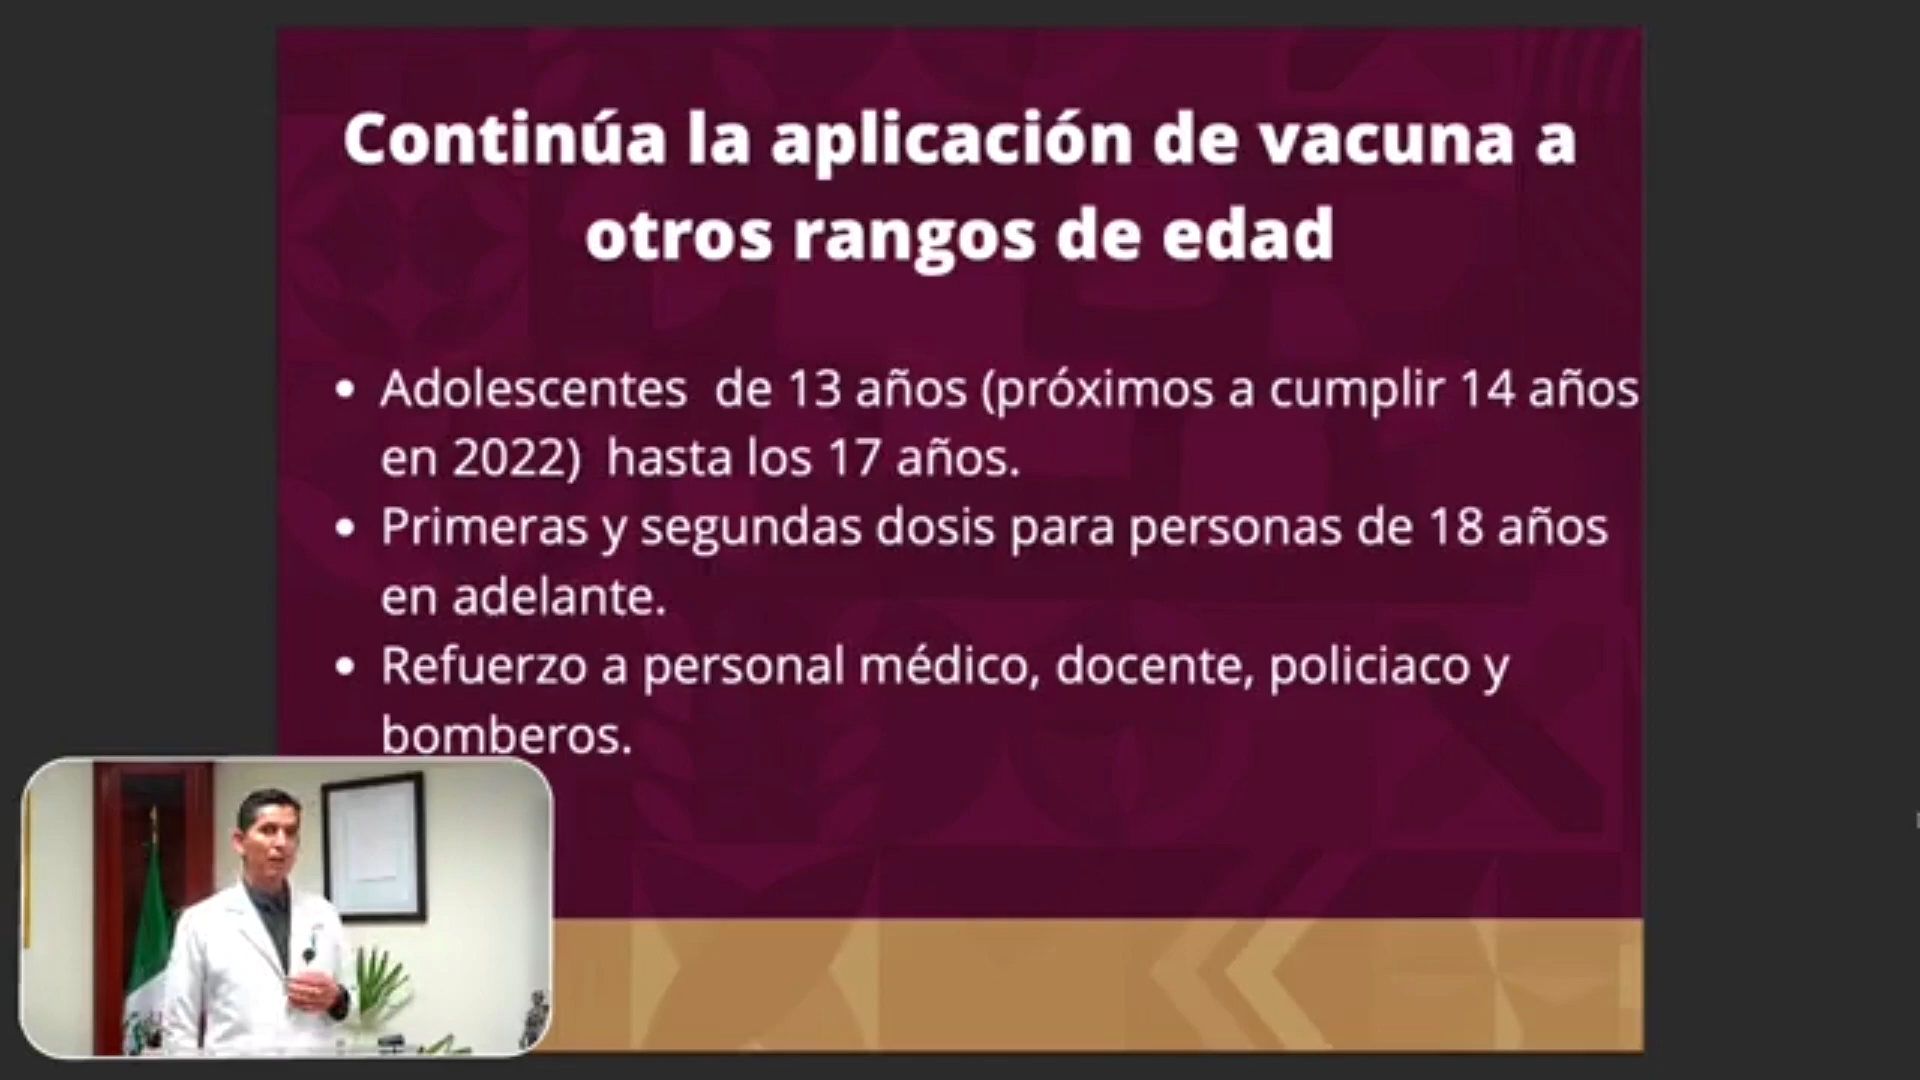 Continúa la aplicación de vacuna a
otros rangos de edad
• Adolescentes  de 13 años (próximos a cumplir 14 años
en 2022)  hasta los 17 años.
• Primeras y segundas dosis para personas de 18 años
en adelante.
• Refuerzo a personal médico, docente, policiaco y
bomberos.